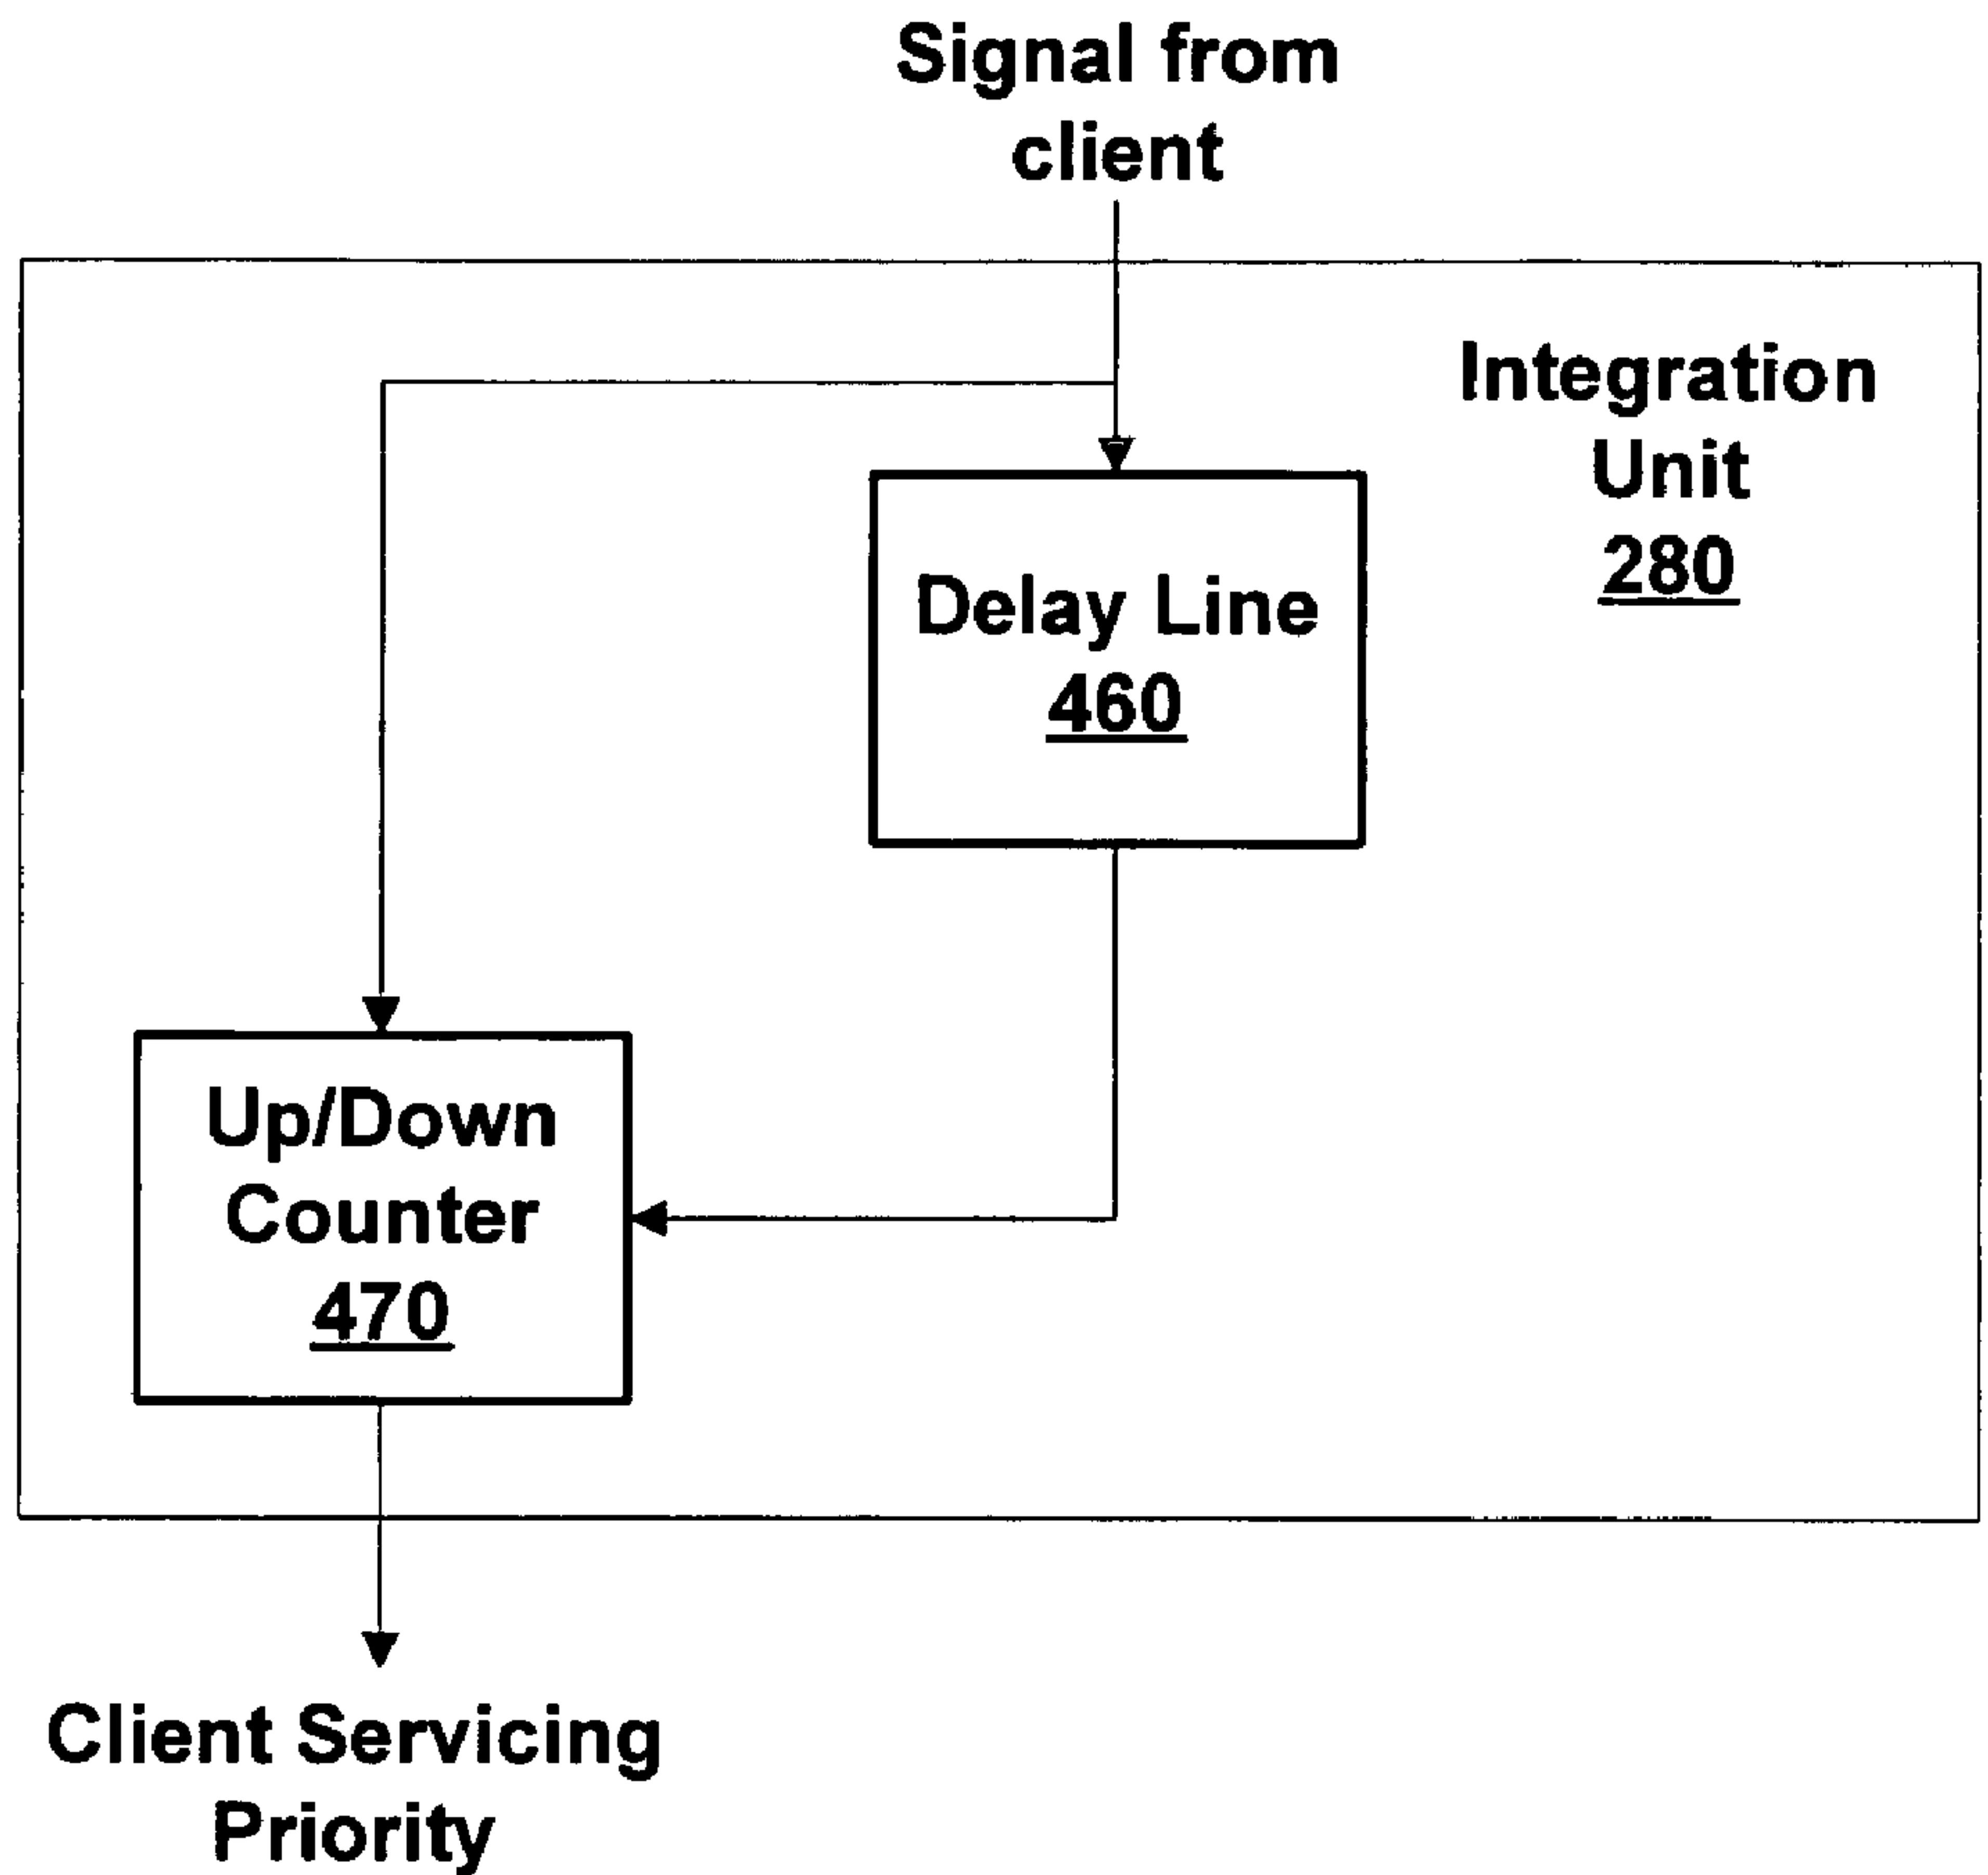 Signal from
client
Integration
Unit
280
Delay Line
460
Up/Down
Counter
470
Client Servicing
Priority